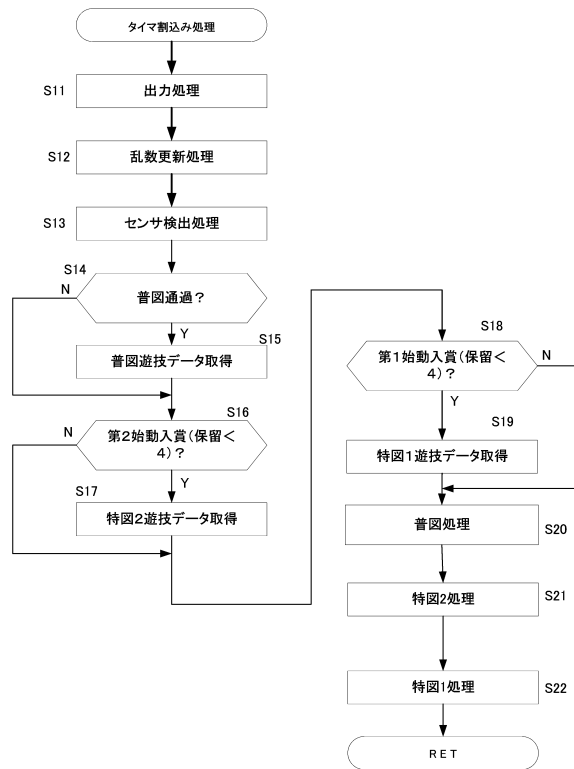 タイマ割込み処理
S11
出力処理
S12
乱数更新処理
S13
センサ検出処理
S14
N
普図通過？
Y
S15
普図遊技データ取得
S16
N
第２始動入賞(保留＜
４)？
Y
S17
特図２遊技データ取得
S18
第１始動入賞(保留＜
４)？
N
Y
S19
特図１遊技データ取得
普図処理
S20
特図2処理
S21
特図1処理
S22
ＲＥＴ